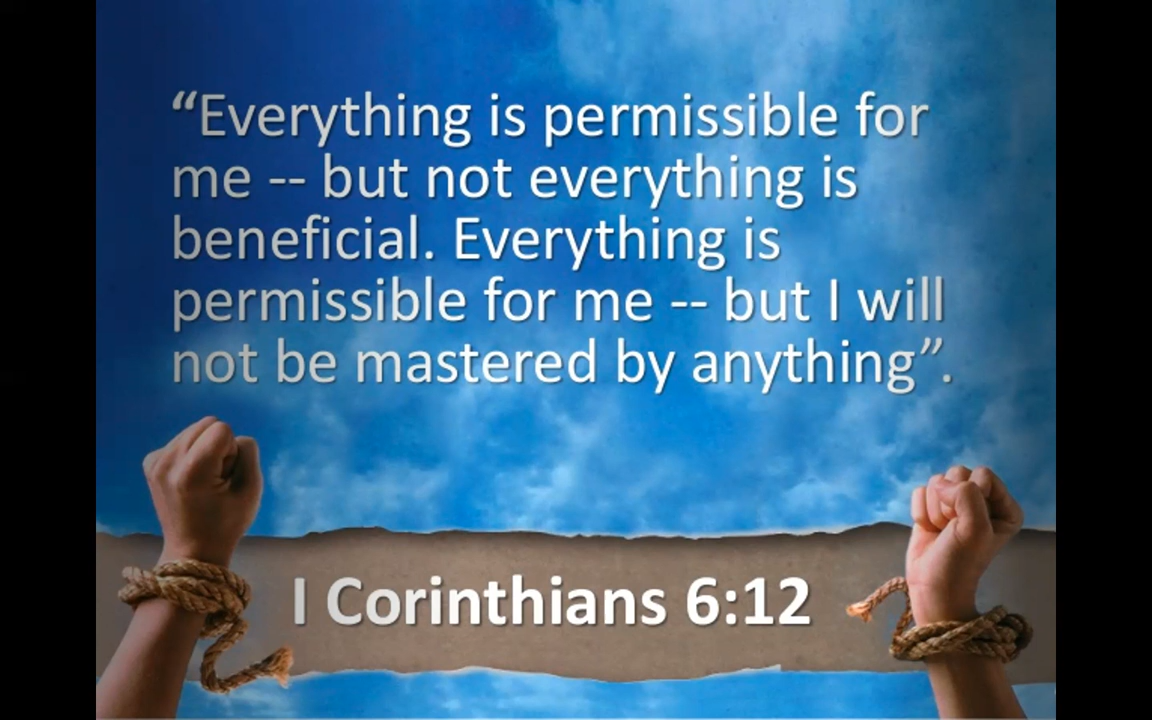 “Everything is permissible for
me -- but not everything is
beneficial. Everything is
permissible for me -- but I will
not be mastered by anything”.
I Corinthians 6:12